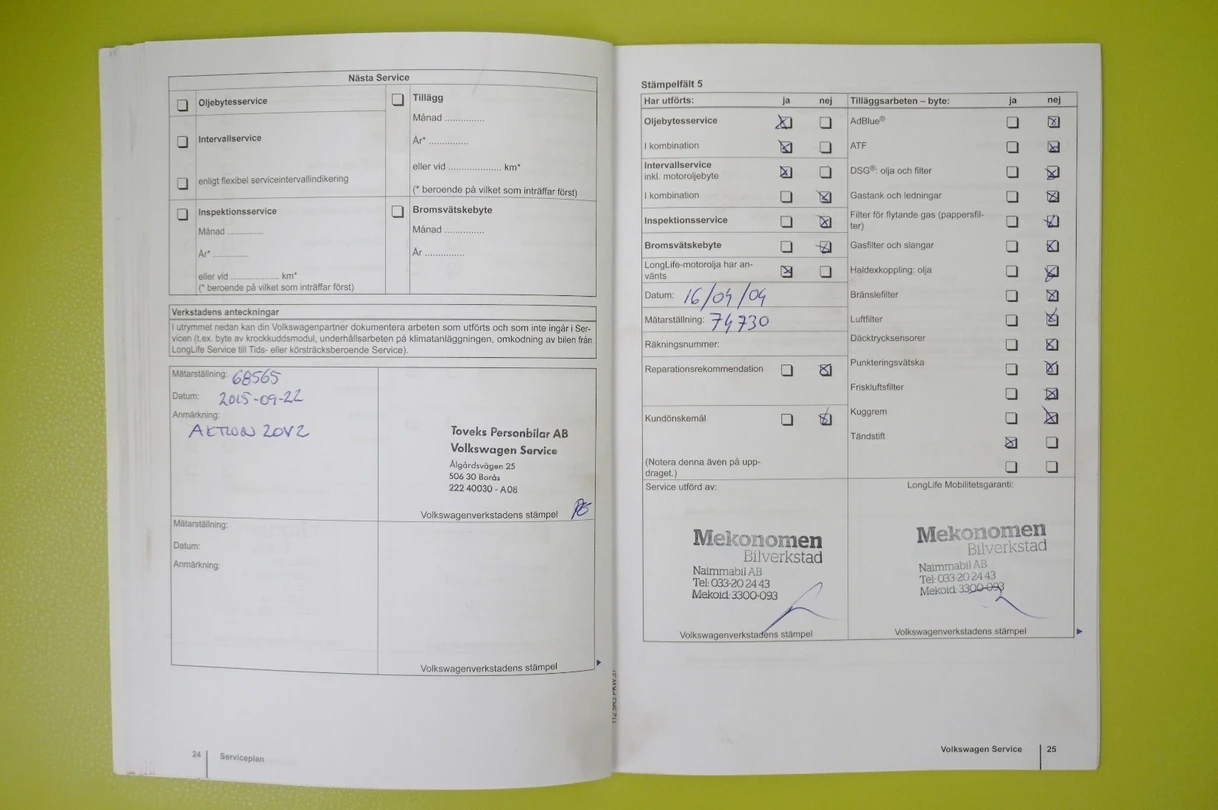 Nästa Service
Oljebytesservice
Intervallservice
enligt flexibel serviceintervallindikering
Tillägg
Månad ..............
År* ..............
eller vid ................... km*
(* beroende på vilket som inträffar först)
Inspektionsservice
Månad .............
År* .............
eller vid ................. km*
(* beroende på vilket som inträffar först)
Bromsvätskebyte
Månad ..............
År ..............
Verkstadens anteckningar
I utrymmet nedan kan din Volkswagenpartner dokumentera arbeten som utförts och som inte ingår i Ser-
vicen (t.ex. byte av krockkuddsmodul, underhållsarbeten på klimatanläggningen, omkodning av bilen från
LongLife Service till Tids- eller körsträcksberoende Service).
Mätarställning: 68565
Datum: 2015-09-22
Anmärkning:
AKTION 20V2
Toveks Personbilar AB
Volkswagen Service
Älgårdsvägen 25
506 30 Borås
222 40030 - A08
Volkswagenverkstadens stämpel
Mätarställning:
Datum:
Anmärkning:
Volkswagenverkstadens stämpel
24 Serviceplan
Stämpelfält 5
Har utförts: ja nej
Oljebytesservice
I kombination
Intervallservice
inkl. motoroljebyte
I kombination
Inspektionsservice
Bromsvätskebyte
LongLife-motorolja har an-
vänts
Datum: 16/04/04
Mätarställning: 74730
Räkningsnummer:
Reparationsrekommendation
Kundönskemål
(Notera denna även på upp-
draget.)
Tilläggsarbeten – byte: ja nej
AdBlue®
ATF
DSG®: olja och filter
Gastank och ledningar
Filter för flytande gas (pappersfil-
ter)
Gasfilter och slangar
Haldexkoppling: olja
Bränslefilter
Luftfilter
Däcktrycksensorer
Punkteringsvätska
Friskluftsfilter
Kuggrem
Tändstift
Service utförd av:
Mekonomen
Bilverkstad
Naimmabil AB
Tel: 033-20 24 43
Mekoid: 3300-093
Volkswagenverkstadens stämpel
LongLife Mobilitetsgaranti:
Mekonomen
Bilverkstad
Naimmabil AB
Tel: 033-20 24 43
Mekoid: 3300-093
Volkswagenverkstadens stämpel
Volkswagen Service 25